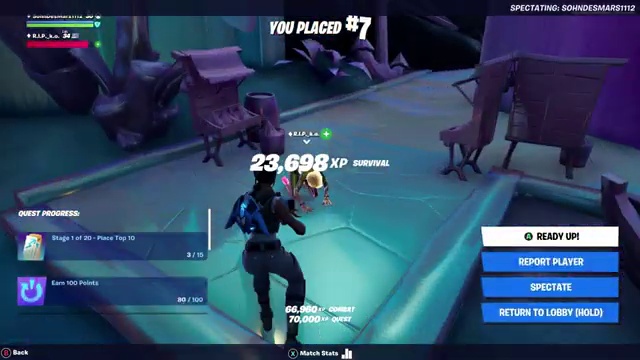 SPECTATING: SOHNDESMARS1112
SOHNDESMARS1112 50
R.I.P._k.o. 34
YOU PLACED #7
R.I.P._k.o.
23,698 XP SURVIVAL
QUEST PROGRESS:
Stage 1 of 20 - Place Top 10
3 / 15
Earn 100 Points
80 / 100
66,960 XP COMBAT
70,000 XP QUEST
A READY UP!
REPORT PLAYER
SPECTATE
RETURN TO LOBBY (HOLD)
B Back
X Match Stats